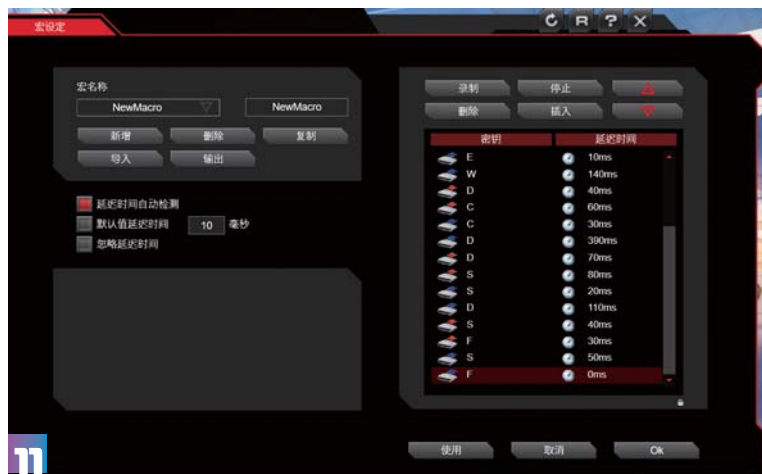 宏设定
C R ? X
宏名称
NewMacro NewMacro
新增 删除 复制
导入 输出
延迟时间自动检测
默认值延迟时间 10 毫秒
忽略延迟时间
录制 停止
删除 插入
密钥 延迟时间
E 10ms
W 140ms
D 40ms
C 60ms
C 30ms
D 390ms
D 70ms
S 80ms
S 20ms
D 110ms
S 40ms
F 30ms
S 50ms
F 0ms
使用 取消 Ok
11